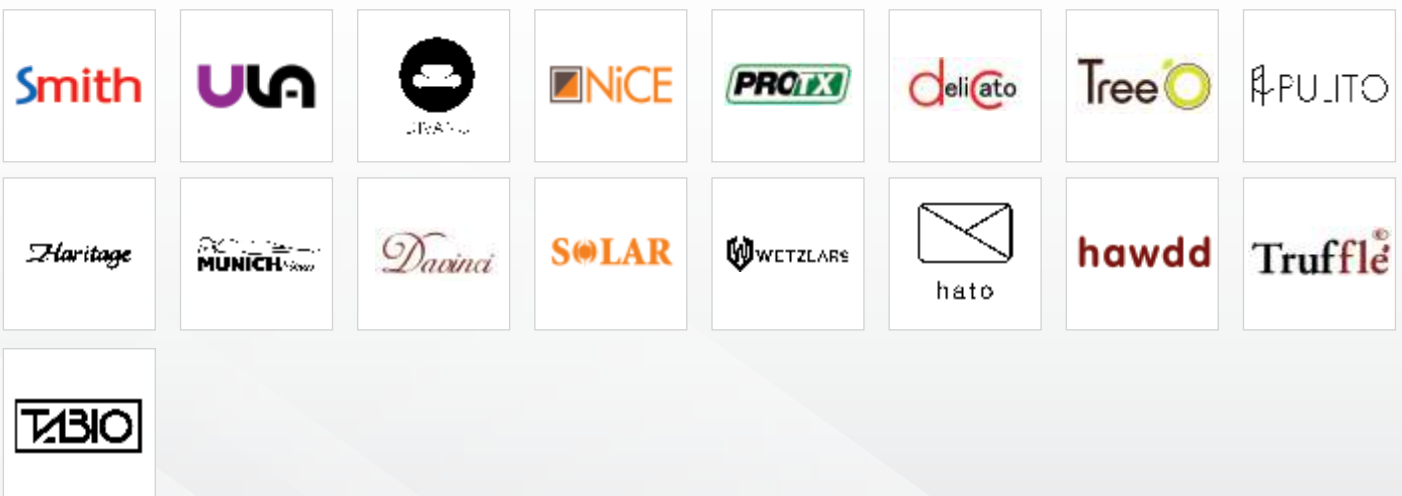 Smith
ULA
NiCE
PROTX
deliCato
Tree'O
PULITO
Haritage
MUNICH
Davinci
SOLAR
WETZLARS
hato
hawdd
Truffle
TABIO